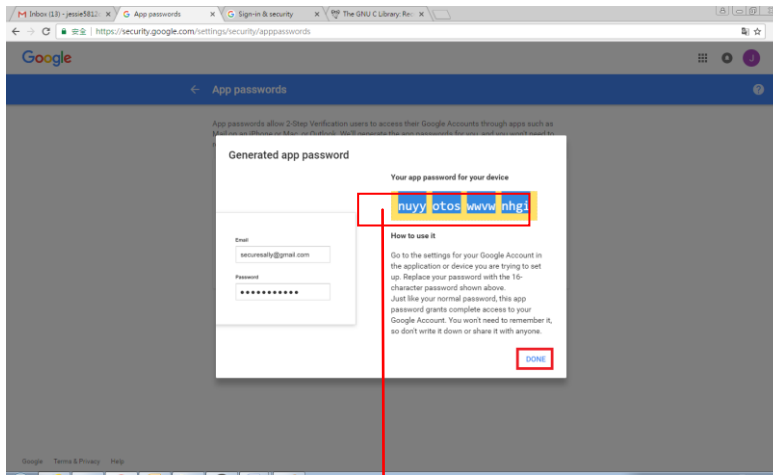 Inbox (13) - jessie5812
App passwords
Sign-in & security
The GNU C Library: Re
安全 | https://security.google.com/settings/security/apppasswords
Google
J
App passwords
App passwords allow 2-Step Verification users to access their Google Accounts through apps such as
Mail on an iPhone or Mac, or Outlook. We'll generate the app passwords for you, and you won't need to
Generated app password
Your app password for your device
nuyy otos wwvw nhgi
Email
securesally@gmail.com
Password
How to use it
Go to the settings for your Google Account in
the application or device you are trying to set
up. Replace your password with the 16-
character password shown above.
Just like your normal password, this app
password grants complete access to your
Google Account. You won't need to remember it,
so don't write it down or share it with anyone.
DONE
Google Terms & Privacy Help